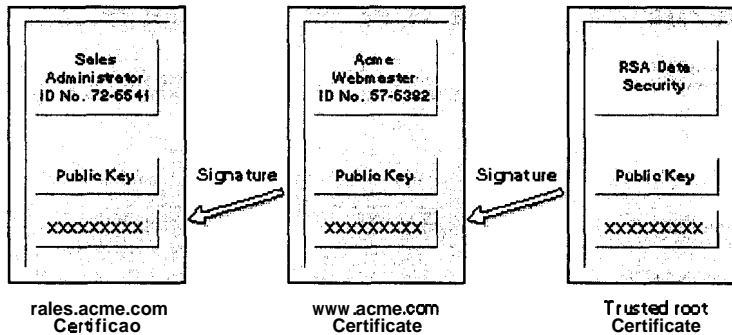 Sales
Administrator
ID No. 72-6541
Public Key
XXXXXXXXX
rales.acme.com
Certificao
Signature
Acme
Webmaster
ID No. 57-6382
Public Key
XXXXXXXXX
www.acme.com
Certificate
Signature
RSA Data
Security
Public Key
XXXXXXXXX
Trusted root
Certificate